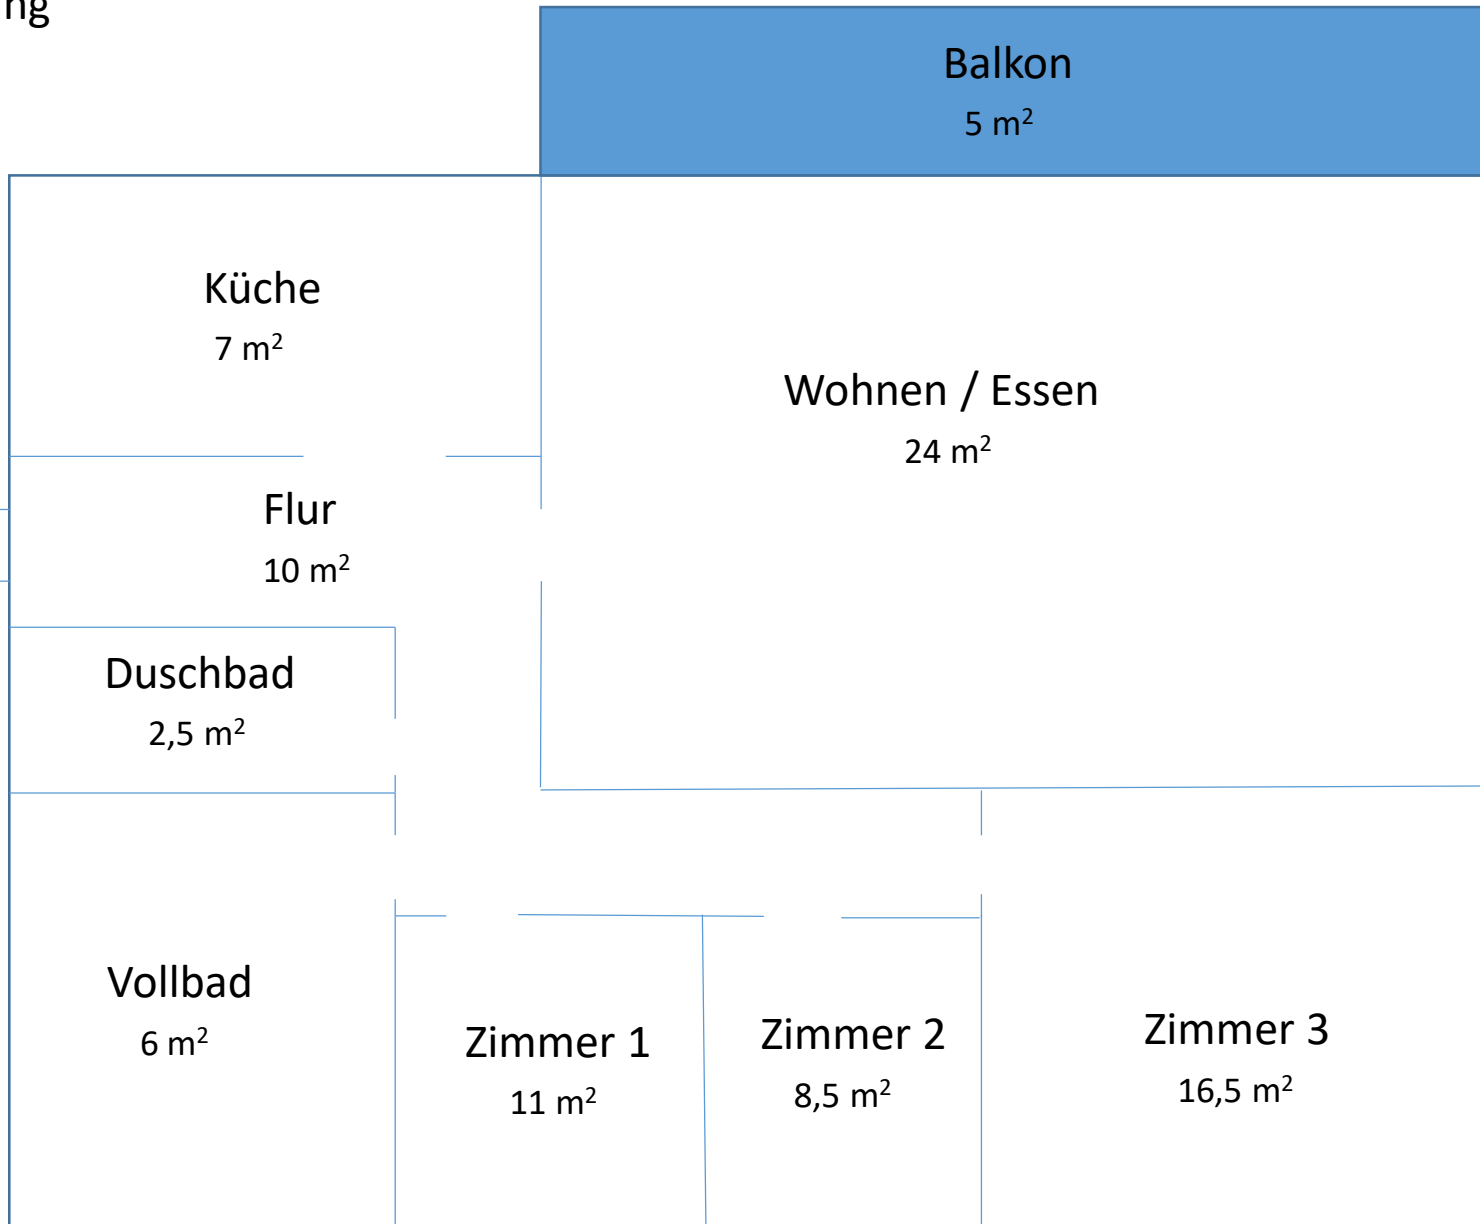 ng
Balkon
5 m²
Küche
7 m²
Wohnen / Essen
24 m²
Flur
10 m²
Duschbad
2,5 m²
Vollbad
6 m²
Zimmer 1
11 m²
Zimmer 2
8,5 m²
Zimmer 3
16,5 m²